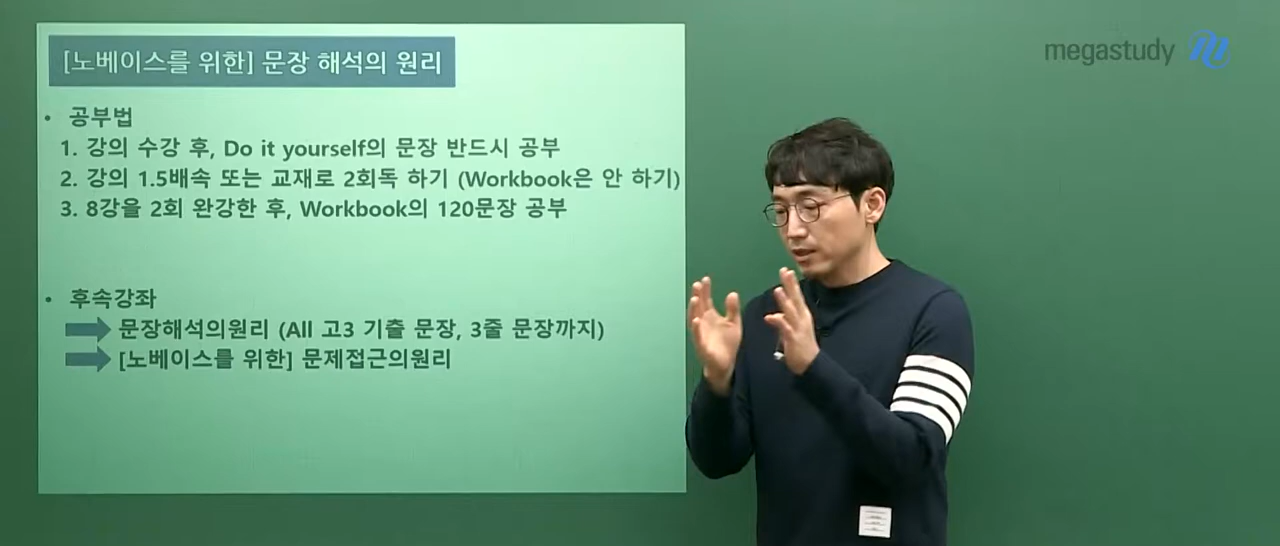 [노베이스를 위한] 문장 해석의 원리
megastudy
• 공부법
1. 강의 수강 후, Do it yourself의 문장 반드시 공부
2. 강의 1.5배속 또는 교재로 2회독 하기 (Workbook은 안 하기)
3. 8강을 2회 완강한 후, Workbook의 120문장 공부
• 후속강좌
문장해석의원리 (All 고3 기출 문장, 3줄 문장까지)
[노베이스를 위한] 문제접근의원리